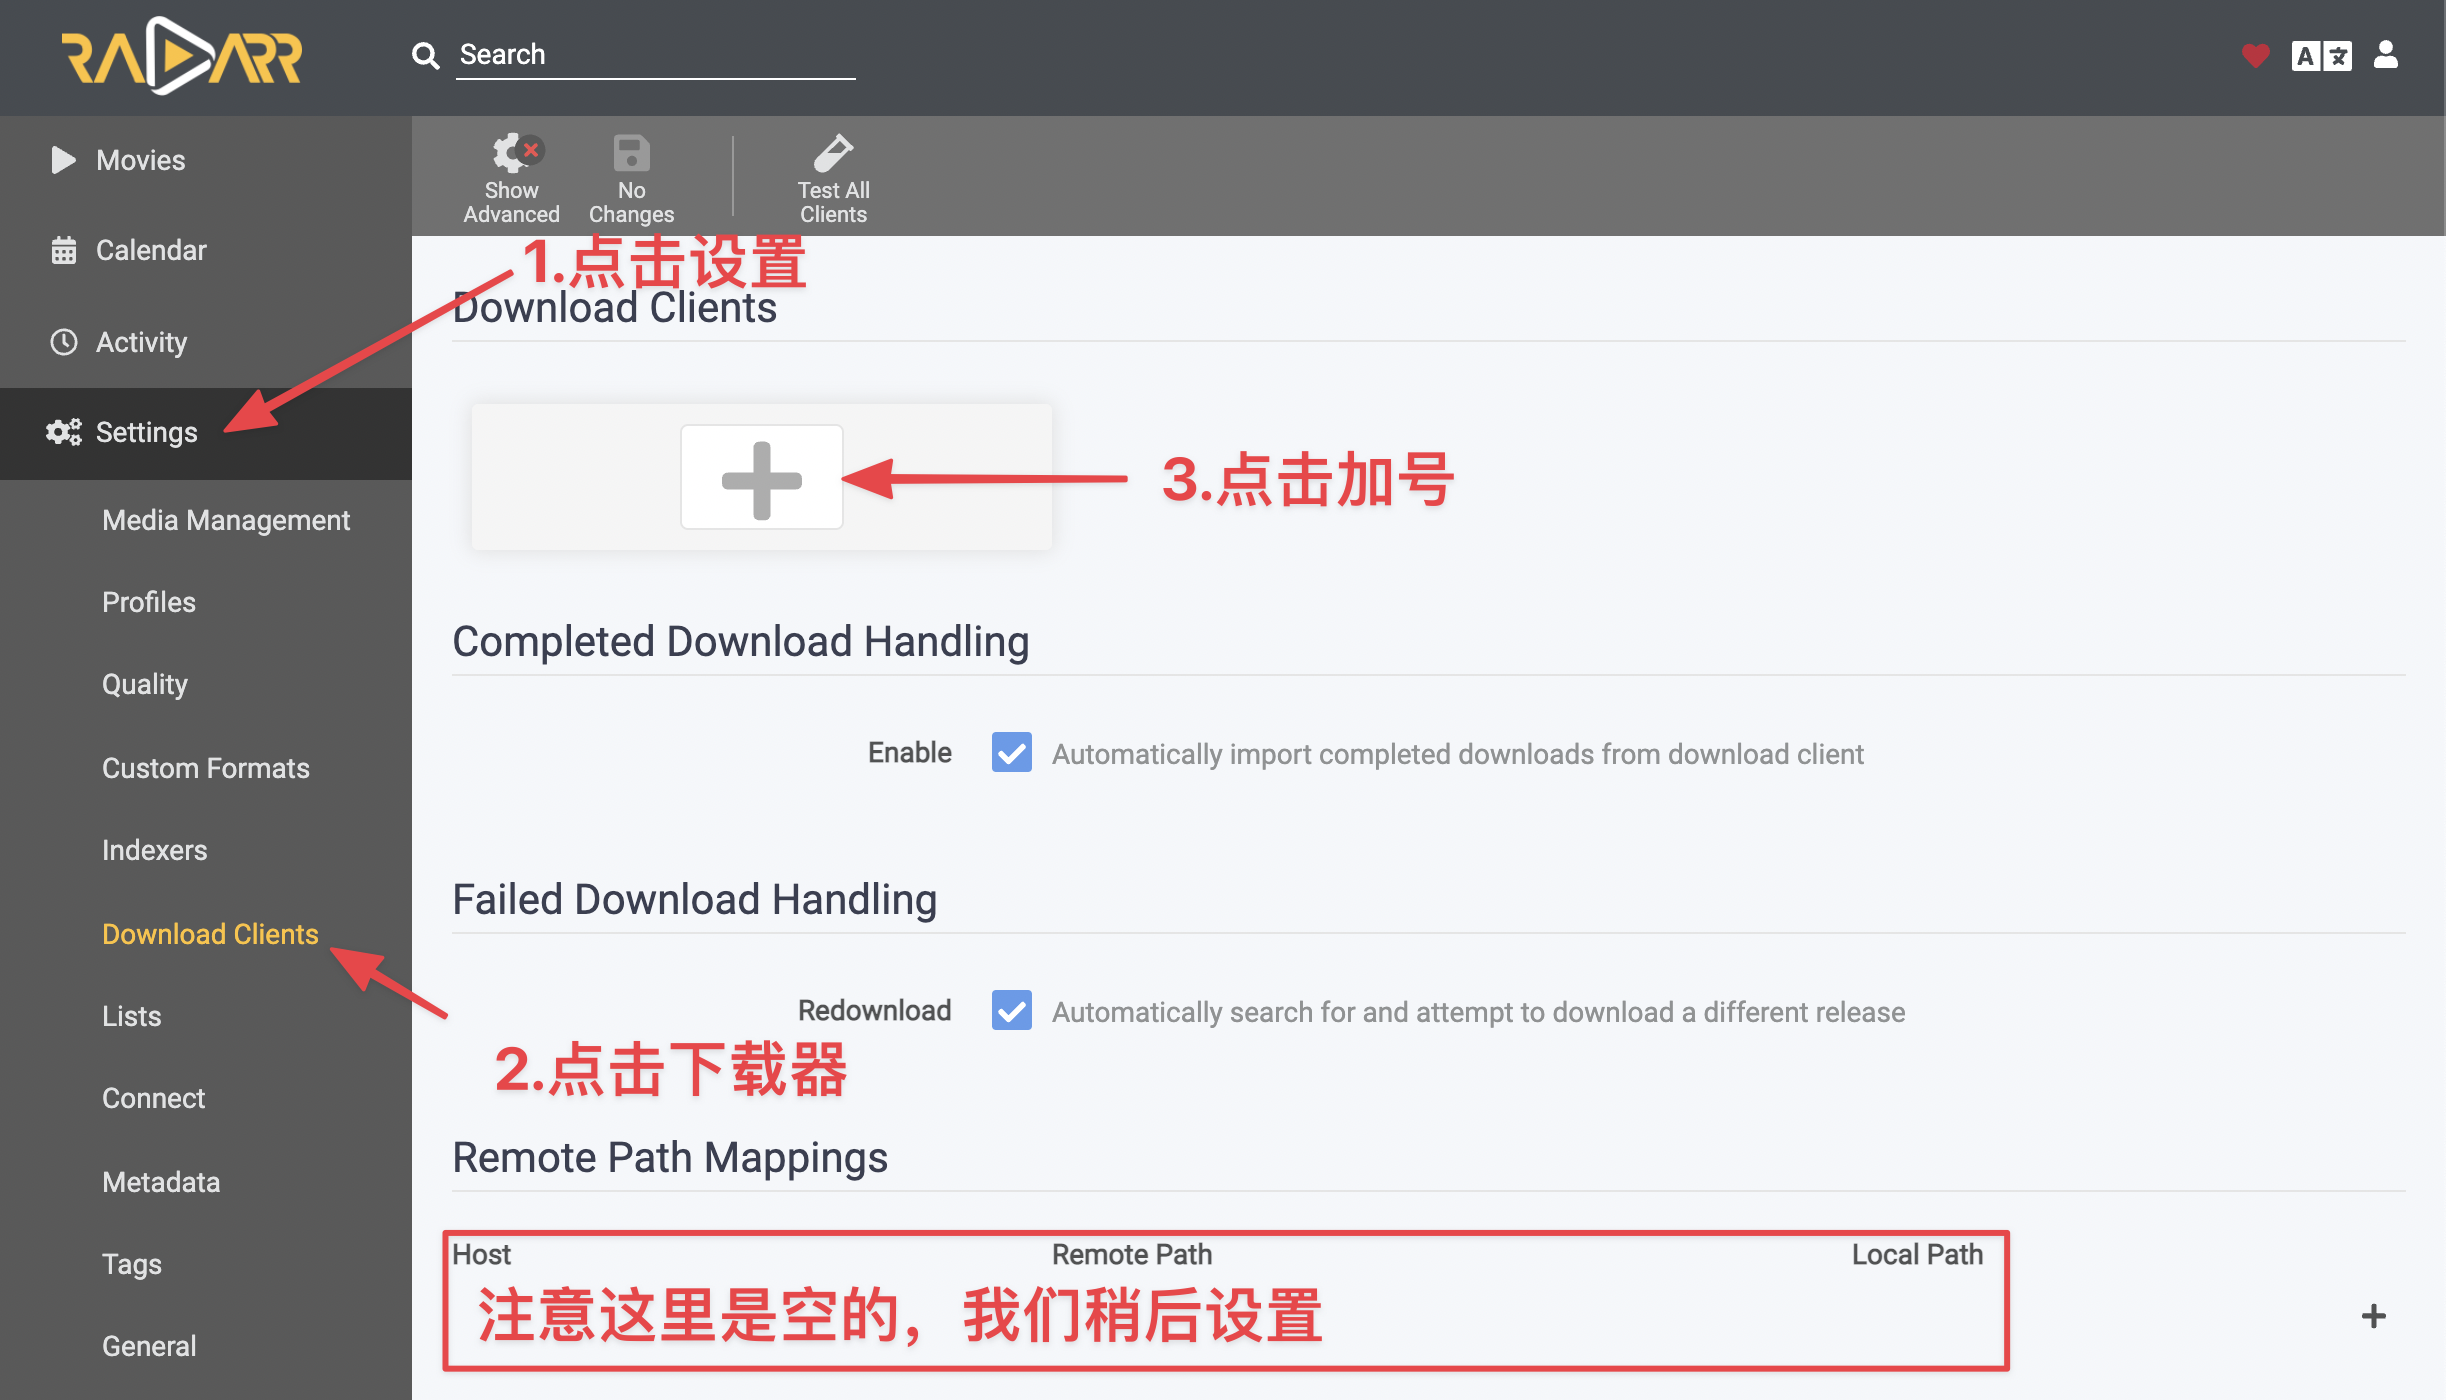 RADARR
Search
A 文
Movies
Calendar
Activity
Settings
Media Management
Profiles
Quality
Custom Formats
Indexers
Download Clients
Lists
Connect
Metadata
Tags
General
Show
Advanced
No
Changes
Test All
Clients
1.点击设置
Download Clients
3.点击加号
Completed Download Handling
Enable
Automatically import completed downloads from download client
Failed Download Handling
Redownload
Automatically search for and attempt to download a different release
2.点击下载器
Remote Path Mappings
Host Remote Path Local Path
注意这里是空的，我们稍后设置